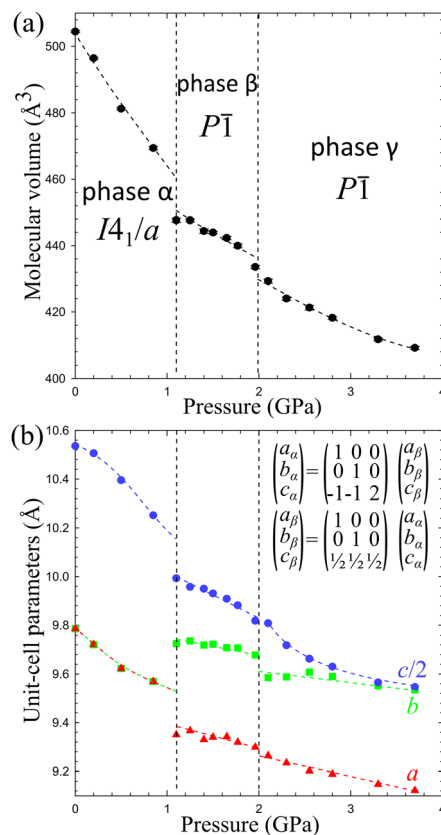 (a)
500
480
460
440
420
400
Molecular volume (Å³)
phase β
P1̄
phase γ
P1̄
phase α
I4₁/a
0 1 2 3 4
Pressure (GPa)
(b)
10.6
10.4
10.2
10.0
9.8
9.6
9.4
9.2
Unit-cell parameters (Å)
(aα bα cα) = (1 0 0 0 1 0 -1 -1 2) (aβ bβ cβ)
(aβ bβ cβ) = (1 0 0 0 1 0 ½ ½ ½) (aα bα cα)
c/2
b
a
0 1 2 3 4
Pressure (GPa)